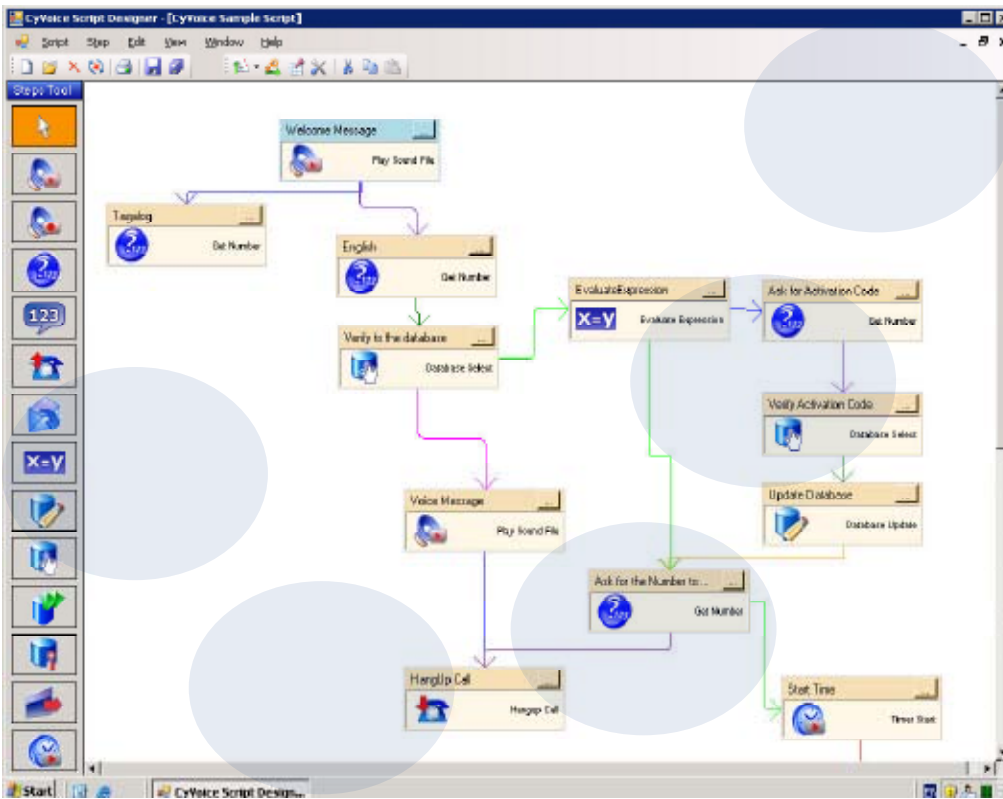 CyVoice Script Designer - [CyVoice Sample Script]
Script Step Edit View Window Help
Steps Tool
Welcome Message ...
Play Sound File
Tagalog ...
Get Number
English ...
Get Number
EvaluateExpression ...
X=Y
Evaluate Expression
Ask for Activation Code ...
Get Number
Verify to the database ...
Database Select
Verify Activation Code ...
Database Select
Voice Message ...
Play Sound File
Update Database ...
Database Update
Ask for the Number to... ...
Get Number
HangUp Call ...
Hangup Call
Start Time ...
Timer Start
123
X=Y
Start
CyVoice Script Design...